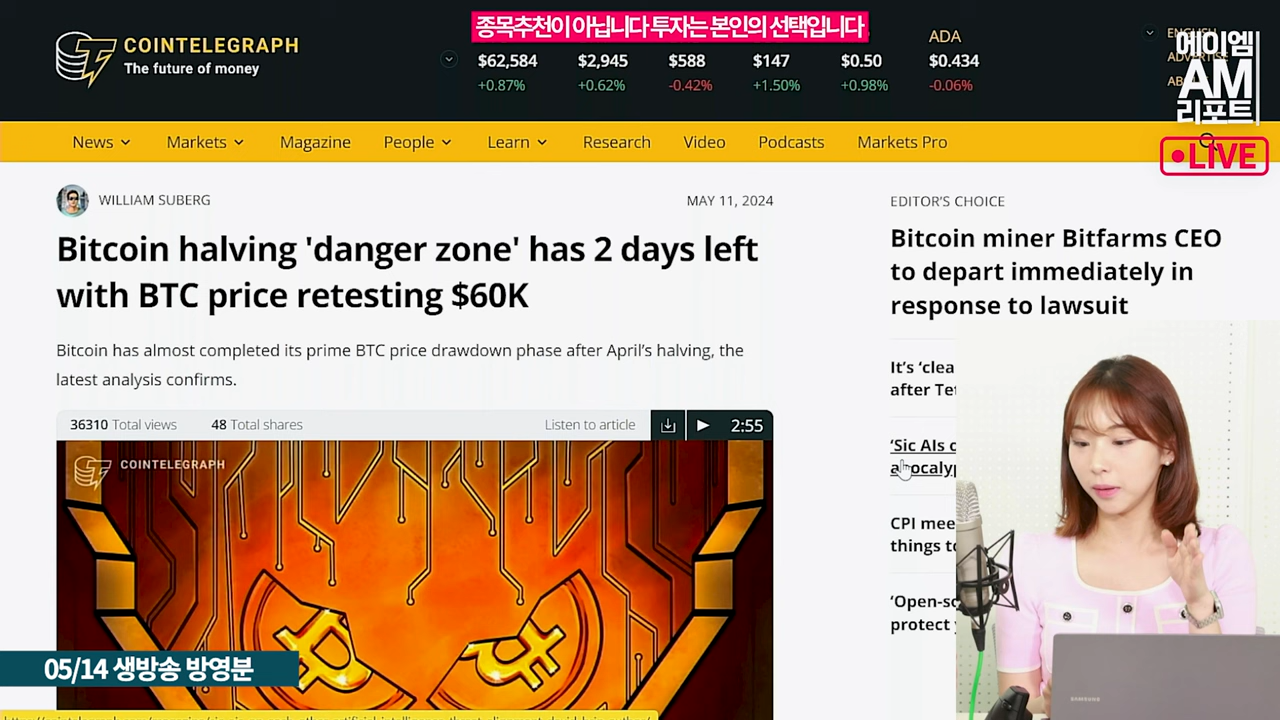 COINTELEGRAPH
The future of money
종목추천이 아닙니다 투자는 본인의 선택입니다
ADA
$62,584 $2,945 $588 $147 $0.50 $0.434
+0.87% +0.62% -0.42% +1.50% +0.98% -0.06%
에이엠
AM
리포트
LIVE
News Markets Magazine People Learn Research Video Podcasts Markets Pro
WILLIAM SUBERG
MAY 11, 2024
Bitcoin halving 'danger zone' has 2 days left
with BTC price retesting $60K
Bitcoin has almost completed its prime BTC price drawdown phase after April's halving, the
latest analysis confirms.
36310 Total views 48 Total shares Listen to article 2:55
COINTELEGRAPH
EDITOR'S CHOICE
Bitcoin miner Bitfarms CEO
to depart immediately in
response to lawsuit
It's
after
'Sic AIs
CPI
things
'Open-
protect
SAMSUNG
05/14 생방송 방영분